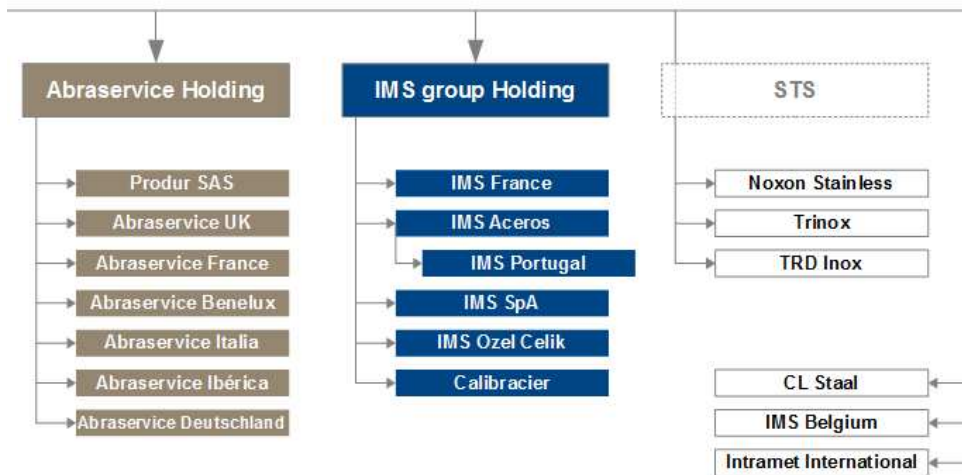 Abraservice Holding
IMS group Holding
STS
Produr SAS
Abraservice UK
Abraservice France
Abraservice Benelux
Abraservice Italia
Abraservice Ibérica
Abraservice Deutschland
IMS France
IMS Aceros
IMS Portugal
IMS SpA
IMS Ozel Celik
Calibracier
Noxon Stainless
Trinox
TRD Inox
CL Staal
IMS Belgium
Intramet International